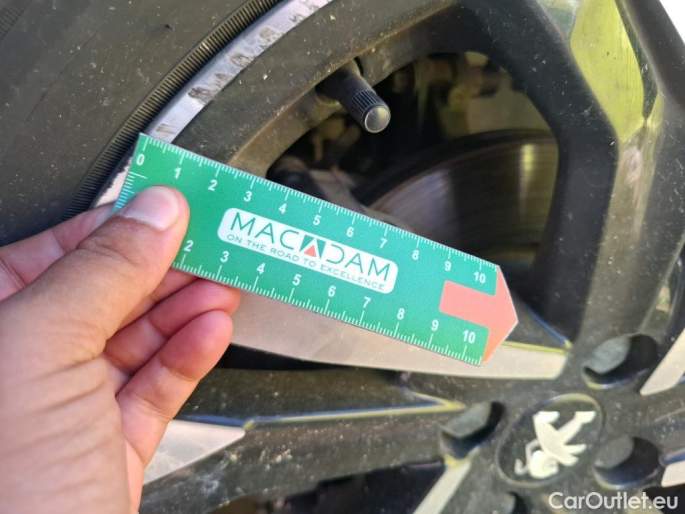 0 1 2 3 4 5 6 7 8 9 10
MACADAM
ON THE ROAD TO EXCELLENCE
2 3 4 5 6 7 8 9 10
CarOutlet.eu